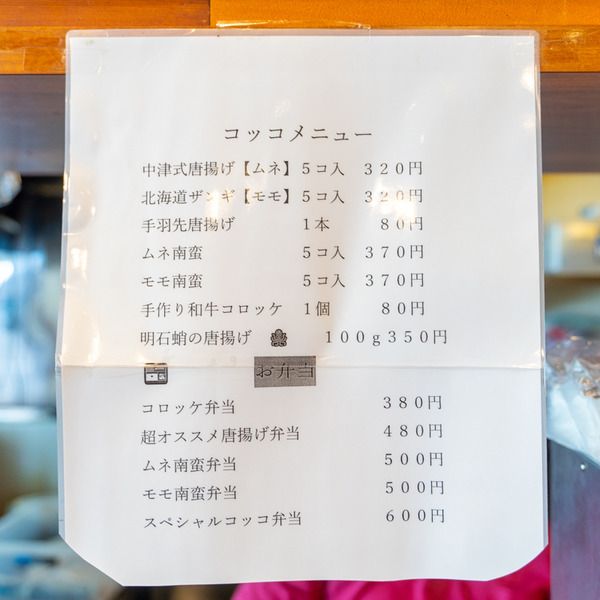 コッコメニュー
中津式唐揚げ【ムネ】 5コ入 320円
北海道ザンギ【モモ】 5コ入 320円
手羽先唐揚げ 1本 80円
ムネ南蛮 5コ入 370円
モモ南蛮 5コ入 370円
手作り和牛コロッケ 1個 80円
明石蛸の唐揚げ 100g350円
お弁当
コロッケ弁当 380円
超オススメ唐揚げ弁当 480円
ムネ南蛮弁当 500円
モモ南蛮弁当 500円
スペシャルコッコ弁当 600円